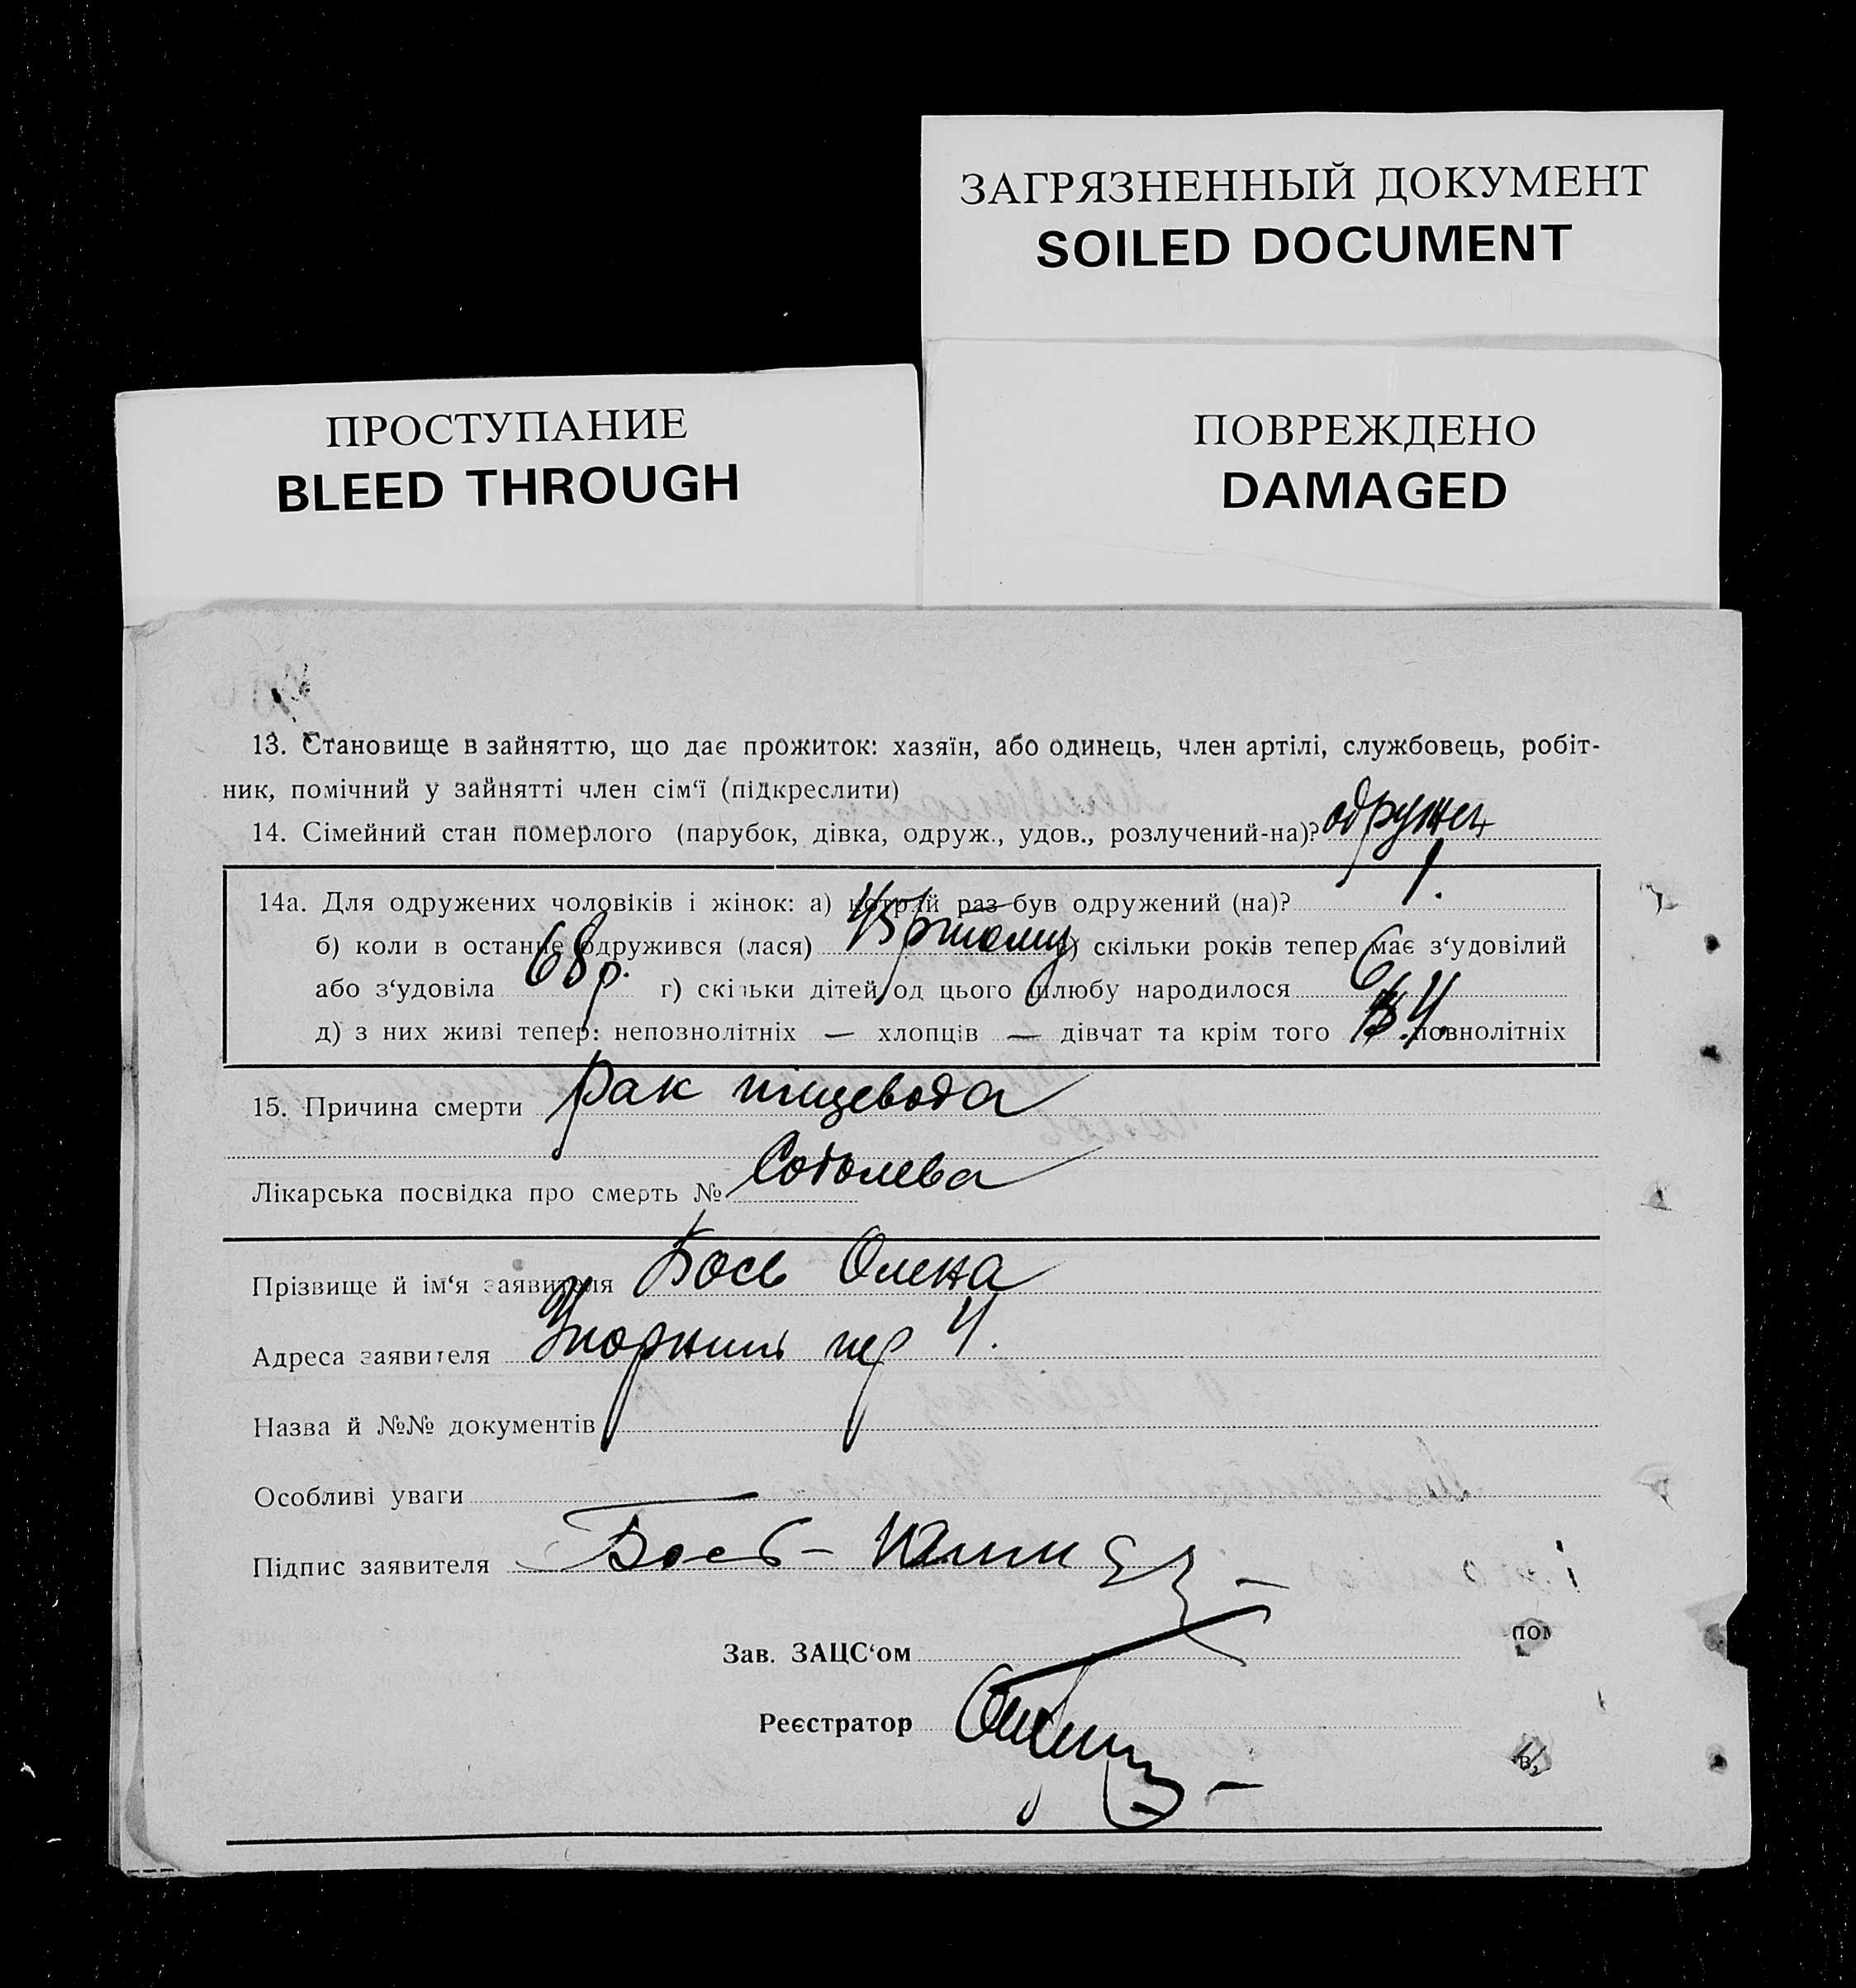 ЗАГРЯЗНЕННЫЙ ДОКУМЕНТ
SOILED DOCUMENT
ПРОСТУПАНИЕ
BLEED THROUGH
ПОВРЕЖДЕНО
DAMAGED
13. Становище в зайняттю, що дає прожиток: хазяїн, або одинець, член артілі, службовець, робіт-
ник, помічний у зайнятті член сім‘ї (підкреслити)
14. Сімейний стан померлого (парубок, дівка, одруж., удов., розлучений-на)? одружен
14а. Для одружених чоловіків і жінок: а) котрий раз був одружений (на)? 1.
б) коли в останнє одружився (лася) скільки років тепер має з‘удовілий
або з‘удовіла 68 р. г) скільки дітей од цього шлюбу народилося 6
д) з них живі тепер: непознолітніх — хлопців — дівчат та крім того 4. повнолітніх
15. Причина смерти рак пищевода
Лікарська посвідка про смерть № Соболева
Прізвище й ім‘я заявителя Бось Олена
Адреса заявителя пер 4.
Назва й №№ документів
Особливі уваги
Підпис заявителя Бось-
Зав. ЗАЦС‘ом
пом
Реєстратор